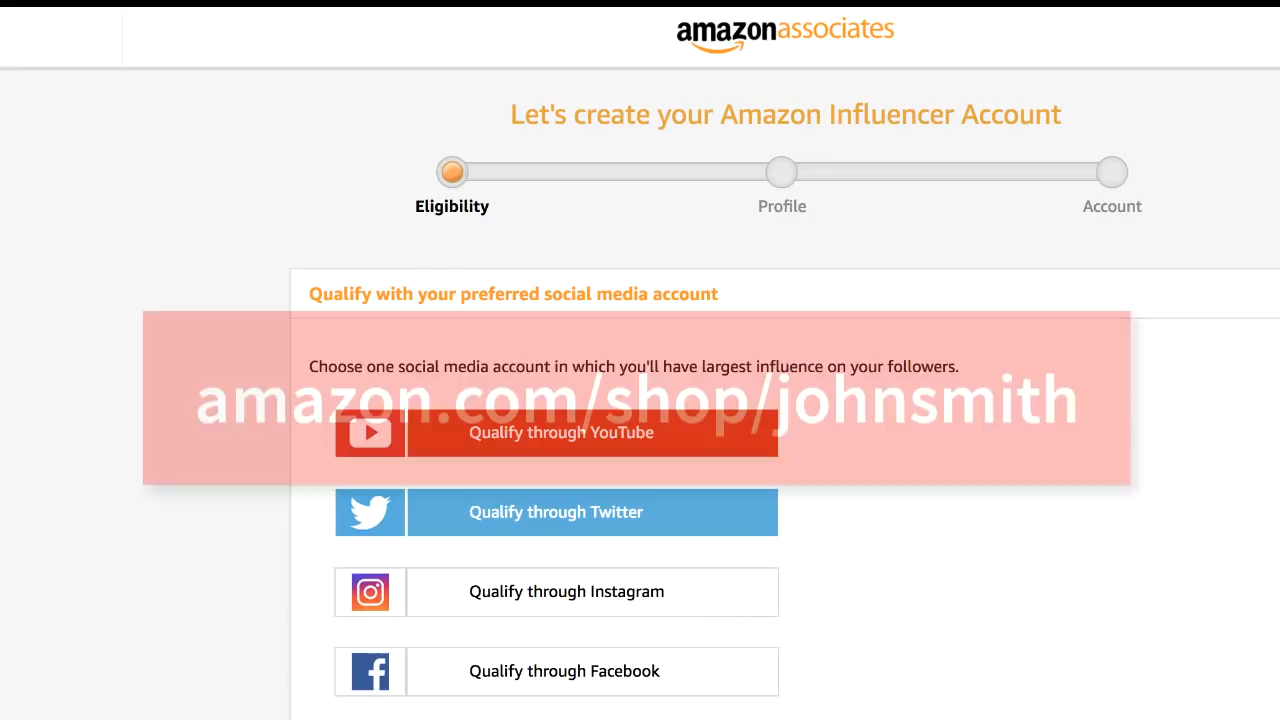 amazonassociates
Let's create your Amazon Influencer Account
Eligibility Profile Account
Qualify with your preferred social media account
Choose one social media account in which you'll have largest influence on your followers.
amazon.com/shop/johnsmith
Qualify through YouTube
Qualify through Twitter
Qualify through Instagram
Qualify through Facebook